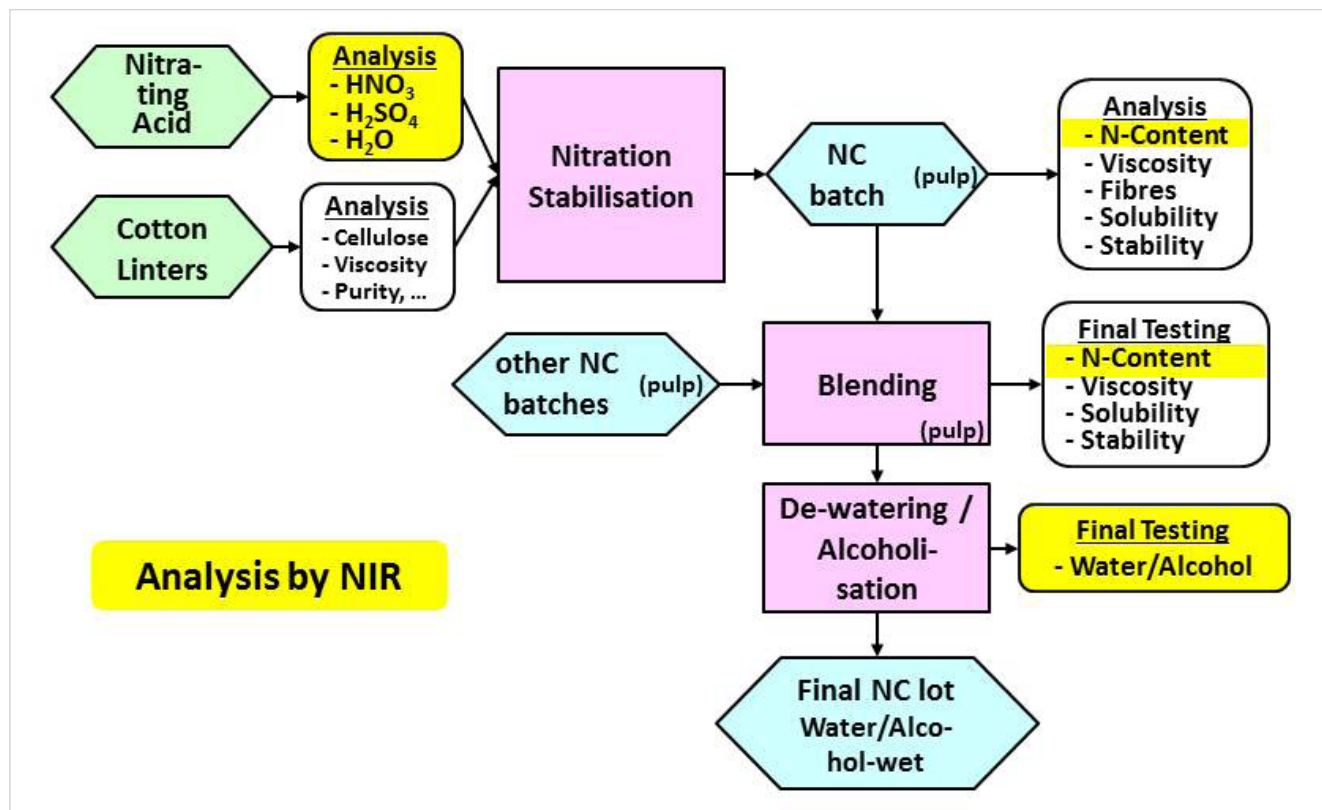 Nitra-
ting
Acid
Analysis
- HNO₃
- H₂SO₄
- H₂O
Cotton
Linters
Analysis
- Cellulose
- Viscosity
- Purity, ...
Nitration
Stabilisation
NC
batch
(pulp)
Analysis
- N-Content
- Viscosity
- Fibres
- Solubility
- Stability
other NC
batches
(pulp)
Blending
(pulp)
Final Testing
- N-Content
- Viscosity
- Solubility
- Stability
De-watering /
Alcoholi-
sation
Final Testing
- Water/Alcohol
Analysis by NIR
Final NC lot
Water/Alco-
hol-wet